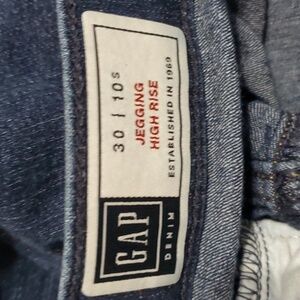 GAP
DENIM
30 | 10s
JEGGING
HIGH RISE
ESTABLISHED IN 1969